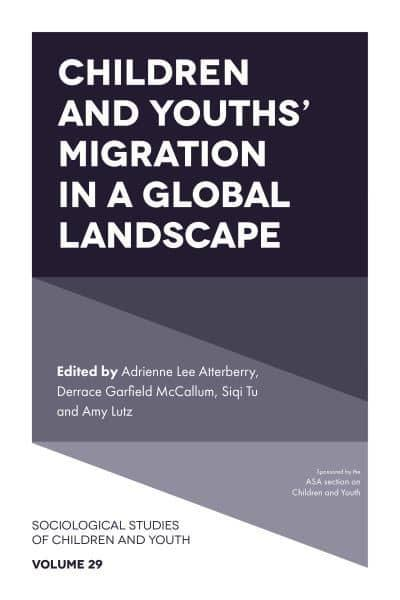 CHILDREN
AND YOUTHS'
MIGRATION
IN A GLOBAL
LANDSCAPE
Edited by Adrienne Lee Atterberry,
Derrace Garfield McCallum, Siqi Tu
and Amy Lutz
Sponsored by the
ASA section on
Children and Youth
SOCIOLOGICAL STUDIES
OF CHILDREN AND YOUTH
VOLUME 29